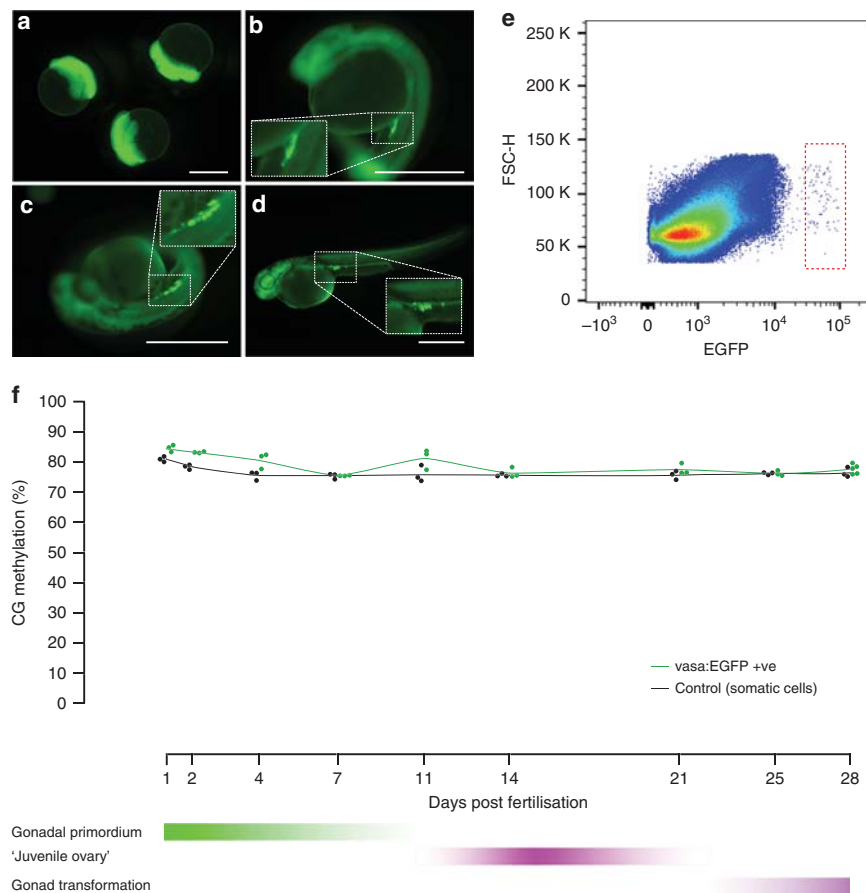 a
b
c
d
e
250 K
200 K
150 K
100 K
50 K
0
FSC-H
–10³ 0 10³ 10⁴ 10⁵
EGFP
f
100
90
80
70
60
50
40
30
20
10
0
CG methylation (%)
vasa:EGFP +ve
Control (somatic cells)
1 2 4 7 11 14 21 25 28
Days post fertilisation
Gonadal primordium
‘Juvenile ovary’
Gonad transformation